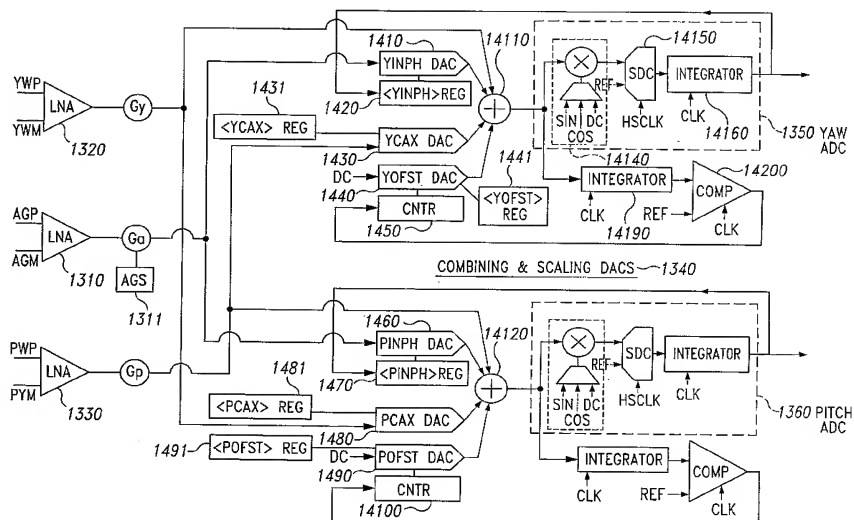 1410
14110
14150
YINPH DAC
<YINPH>REG
1420
1431
<YCAX> REG
YCAX DAC
1430
YWP
YWM
LNA
1320
Gy
SDC
REF
INTEGRATOR
SIN
DC
COS
HSCLK
CLK
14160
1350 YAW
ADC
14140
14200
DC
YOFST DAC
1440
1441
<YOFST>
REG
CNTR
1450
INTEGRATOR
CLK
14190
COMP
REF
CLK
AGP
AGM
LNA
1310
Ga
AGS
1311
COMBINING & SCALING DACS
1340
1460
14120
PINPH DAC
<PINPH>REG
1470
PWP
PYM
LNA
1330
Gp
1481
<PCAX> REG
PCAX DAC
1480
SDC
REF
INTEGRATOR
SIN
DC
COS
HSCLK
CLK
1360 PITCH
ADC
1491
<POFST> REG
DC
POFST DAC
1490
CNTR
14100
INTEGRATOR
CLK
COMP
REF
CLK